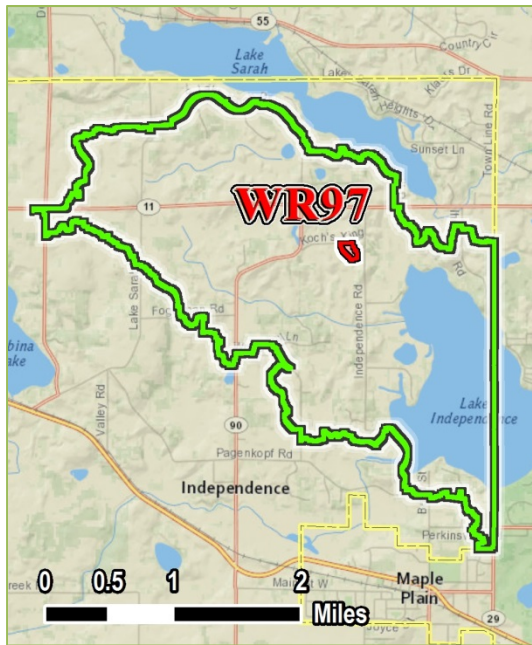 55
Country Cir
Lake
Sarah
Lake
Heights
Sunset Ln
Town Line Rd
11
WR97
Rd
Koch's
Lake Sarah
Independence Rd
Ln
Lake
Independence
Valley Rd
90
Pagenkopf Rd
Independence
Perkins
Maple
Plain
0 0.5 1 2
Miles
29